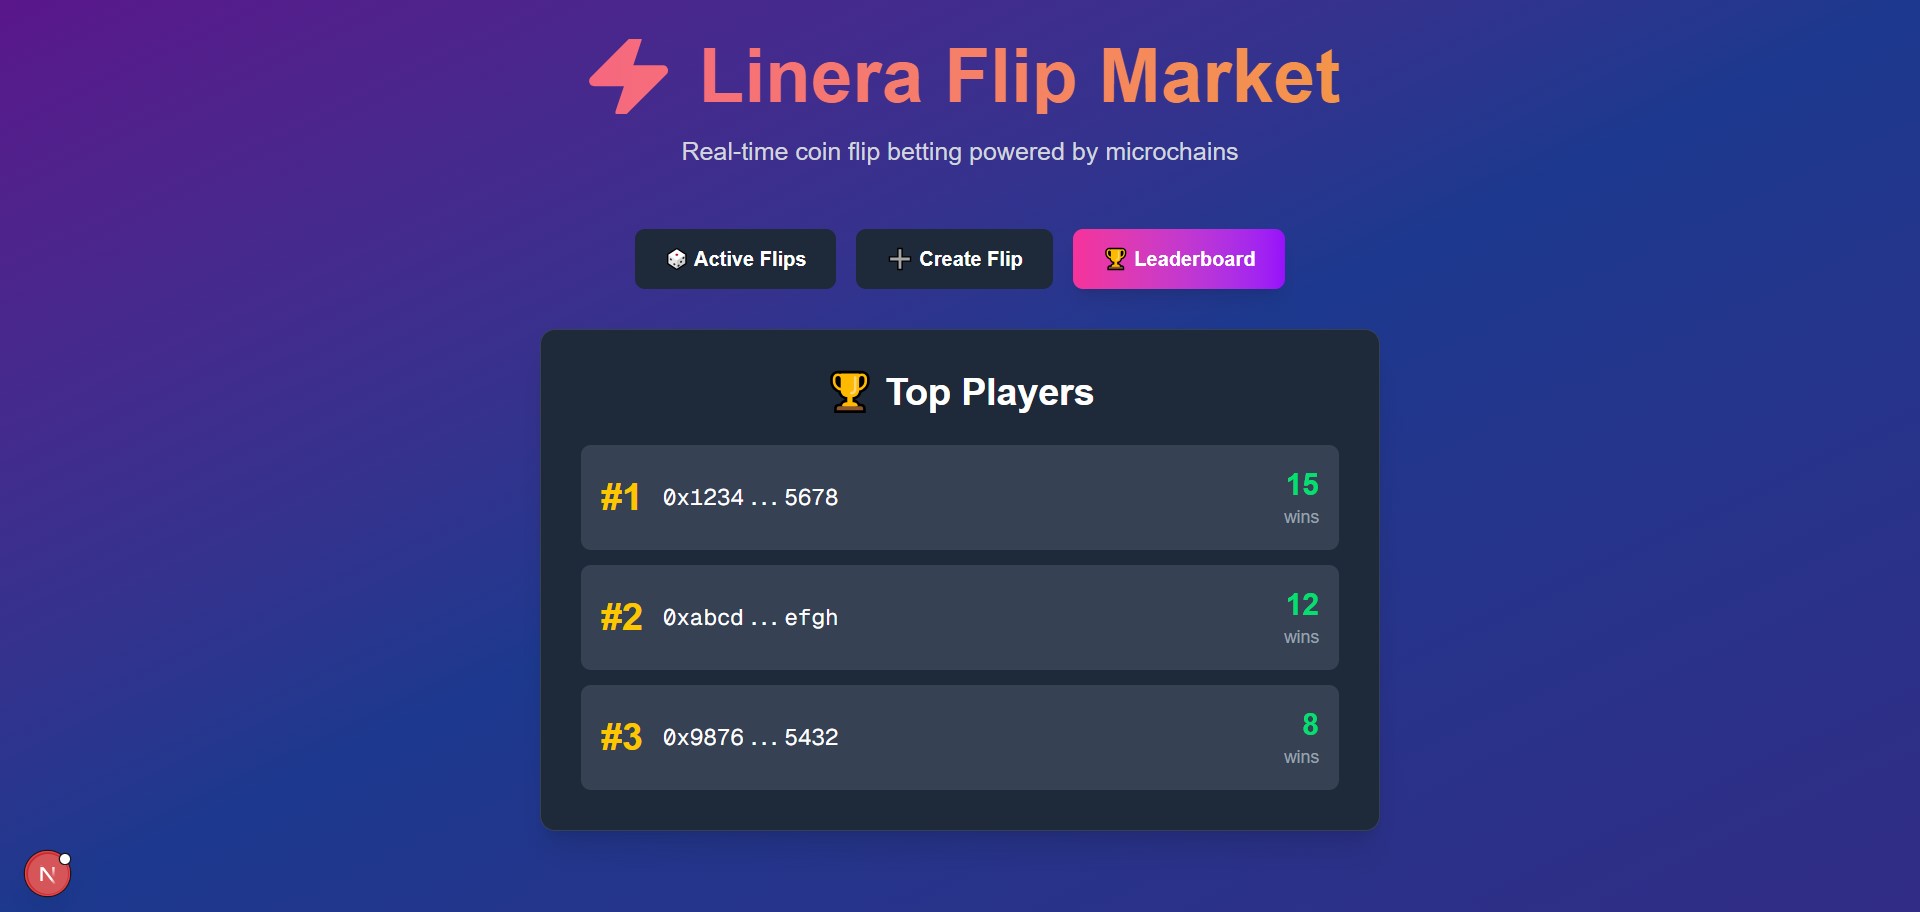 Linera Flip Market
Real-time coin flip betting powered by microchains
Active Flips
Create Flip
Leaderboard
Top Players
#1 0x1234...5678 15
wins
#2 0xabcd...efgh 12
wins
#3 0x9876...5432 8
wins
N